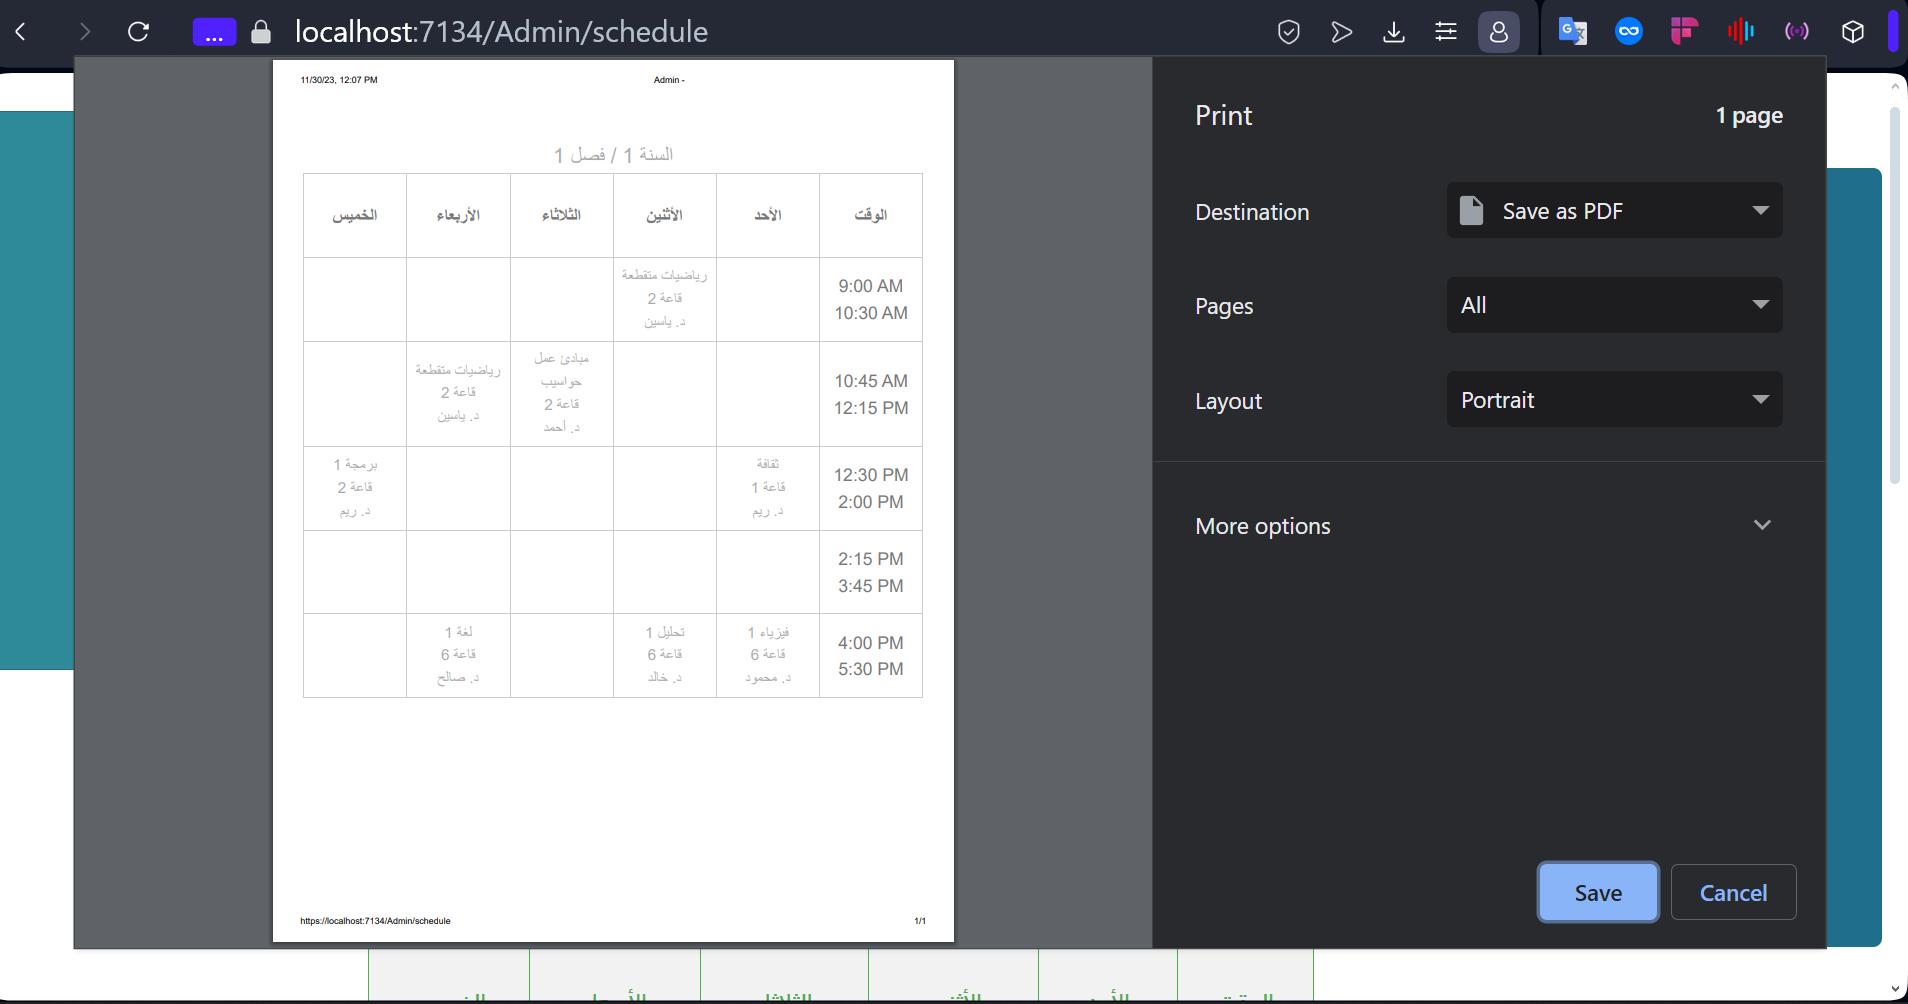 ...
localhost:7134/Admin/schedule
11/30/23, 12:07 PM
Admin -
السنة 1 / فصل 1
الوقت
الأحد
الأثنين
الثلاثاء
الأربعاء
الخميس
9:00 AM
10:30 AM
رياضيات متقطعة
قاعة 2
د. ياسين
10:45 AM
12:15 PM
مبادئ عمل
حواسيب
قاعة 2
د. أحمد
رياضيات متقطعة
قاعة 2
د. ياسين
12:30 PM
2:00 PM
ثقافة
قاعة 1
د. ريم
برمجة 1
قاعة 2
د. ريم
2:15 PM
3:45 PM
4:00 PM
5:30 PM
فيزياء 1
قاعة 6
د. محمود
تحليل 1
قاعة 6
د. خالد
لغة 1
قاعة 6
د. صالح
https://localhost:7134/Admin/schedule
1/1
Print
1 page
Destination
Save as PDF
Pages
All
Layout
Portrait
More options
Save
Cancel